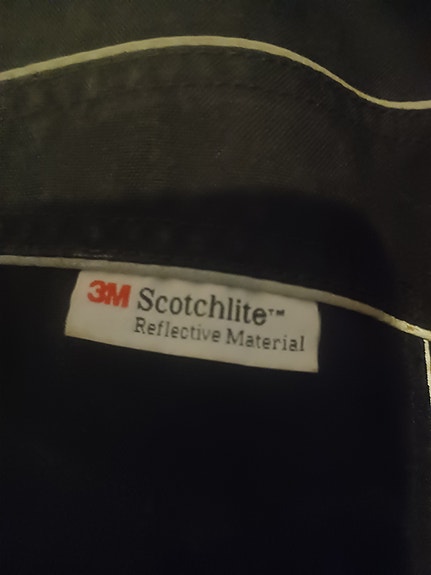 3M Scotchlite™
Reflective Material